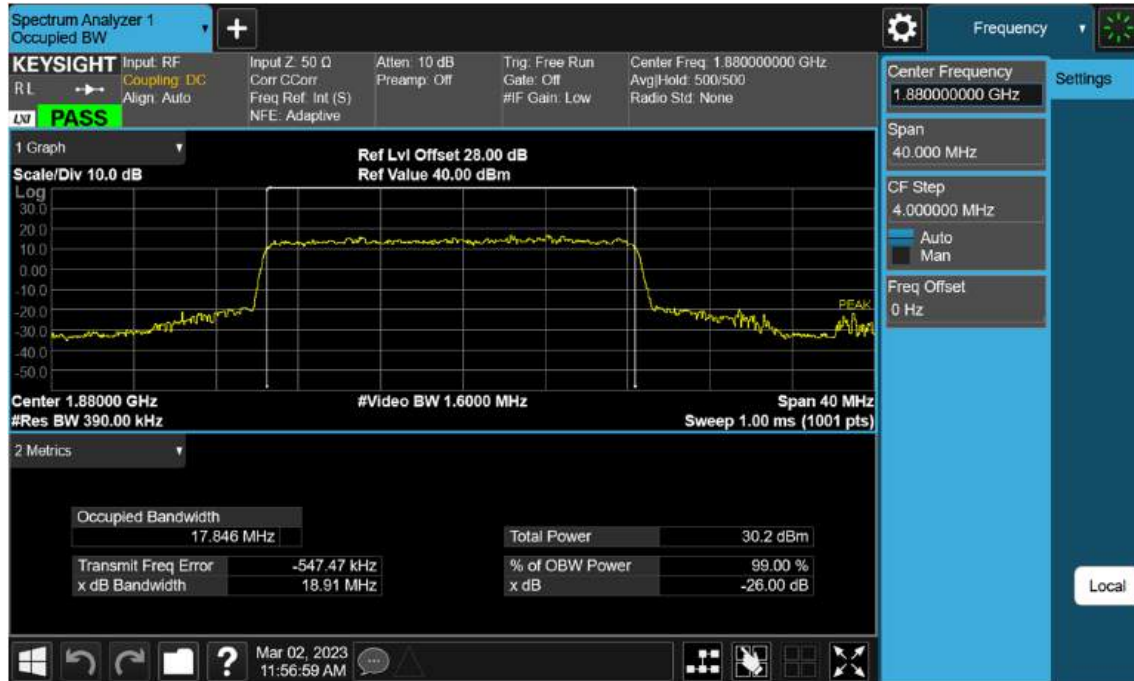 Spectrum Analyzer 1
Occupied BW
+
Frequency
KEYSIGHT
R L
LXI
PASS
Input: RF
Coupling: DC
Align: Auto
Input Z: 50 Ω
Corr CCorr
Freq Ref: Int (S)
NFE: Adaptive
Atten: 10 dB
Preamp: Off
Trig: Free Run
Gate: Off
#IF Gain: Low
Center Freq: 1.880000000 GHz
Avg|Hold: 500/500
Radio Std: None
Center Frequency
1.880000000 GHz
Settings
Span
40.000 MHz
CF Step
4.000000 MHz
Auto
Man
Freq Offset
0 Hz
Local
1 Graph
Scale/Div 10.0 dB
Ref Lvl Offset 28.00 dB
Ref Value 40.00 dBm
Log
30.0
20.0
10.0
0.00
-10.0
-20.0
-30.0
-40.0
-50.0
PEAK
Center 1.88000 GHz
#Video BW 1.6000 MHz
Span 40 MHz
#Res BW 390.00 kHz
Sweep 1.00 ms (1001 pts)
2 Metrics
Occupied Bandwidth
17.846 MHz
Total Power 30.2 dBm
Transmit Freq Error -547.47 kHz
% of OBW Power 99.00 %
x dB Bandwidth 18.91 MHz
x dB -26.00 dB
?
Mar 02, 2023
11:56:59 AM